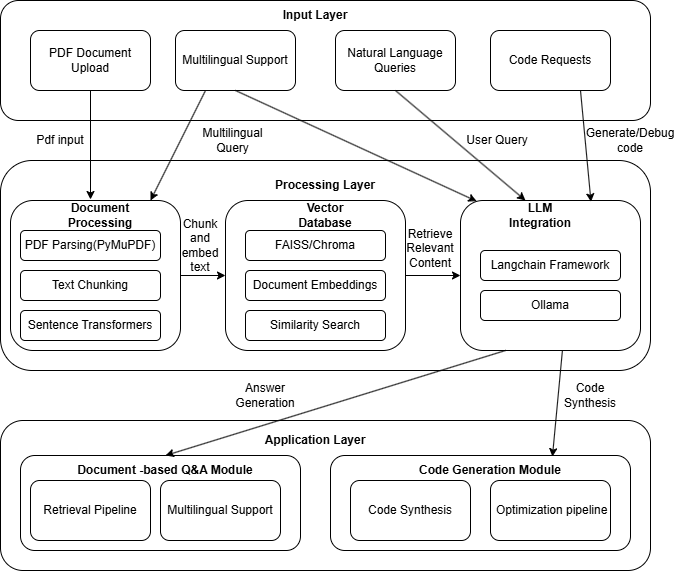 Input Layer
PDF Document
Upload
Multilingual Support
Natural Language
Queries
Code Requests
Pdf input
Multilingual
Query
User Query
Generate/Debug
code
Processing Layer
Document
Processing
PDF Parsing(PyMuPDF)
Text Chunking
Sentence Transformers
Chunk
and
embed
text
Vector
Database
FAISS/Chroma
Document Embeddings
Similarity Search
Retrieve
Relevant
Content
LLM
Integration
Langchain Framework
Ollama
Answer
Generation
Code
Synthesis
Application Layer
Document -based Q&A Module
Retrieval Pipeline
Multilingual Support
Code Generation Module
Code Synthesis
Optimization pipeline